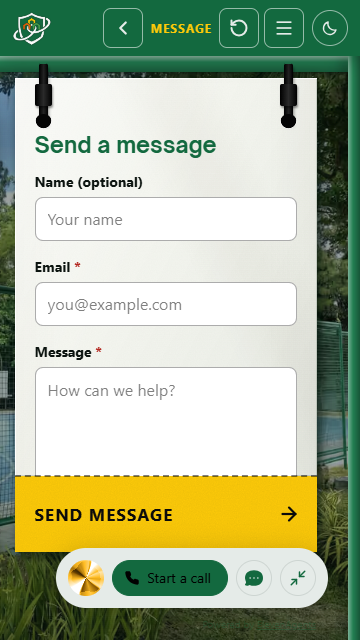 MESSAGE
Send a message
Name (optional)
Your name
Email *
you@example.com
Message *
How can we help?
SEND MESSAGE
Start a call